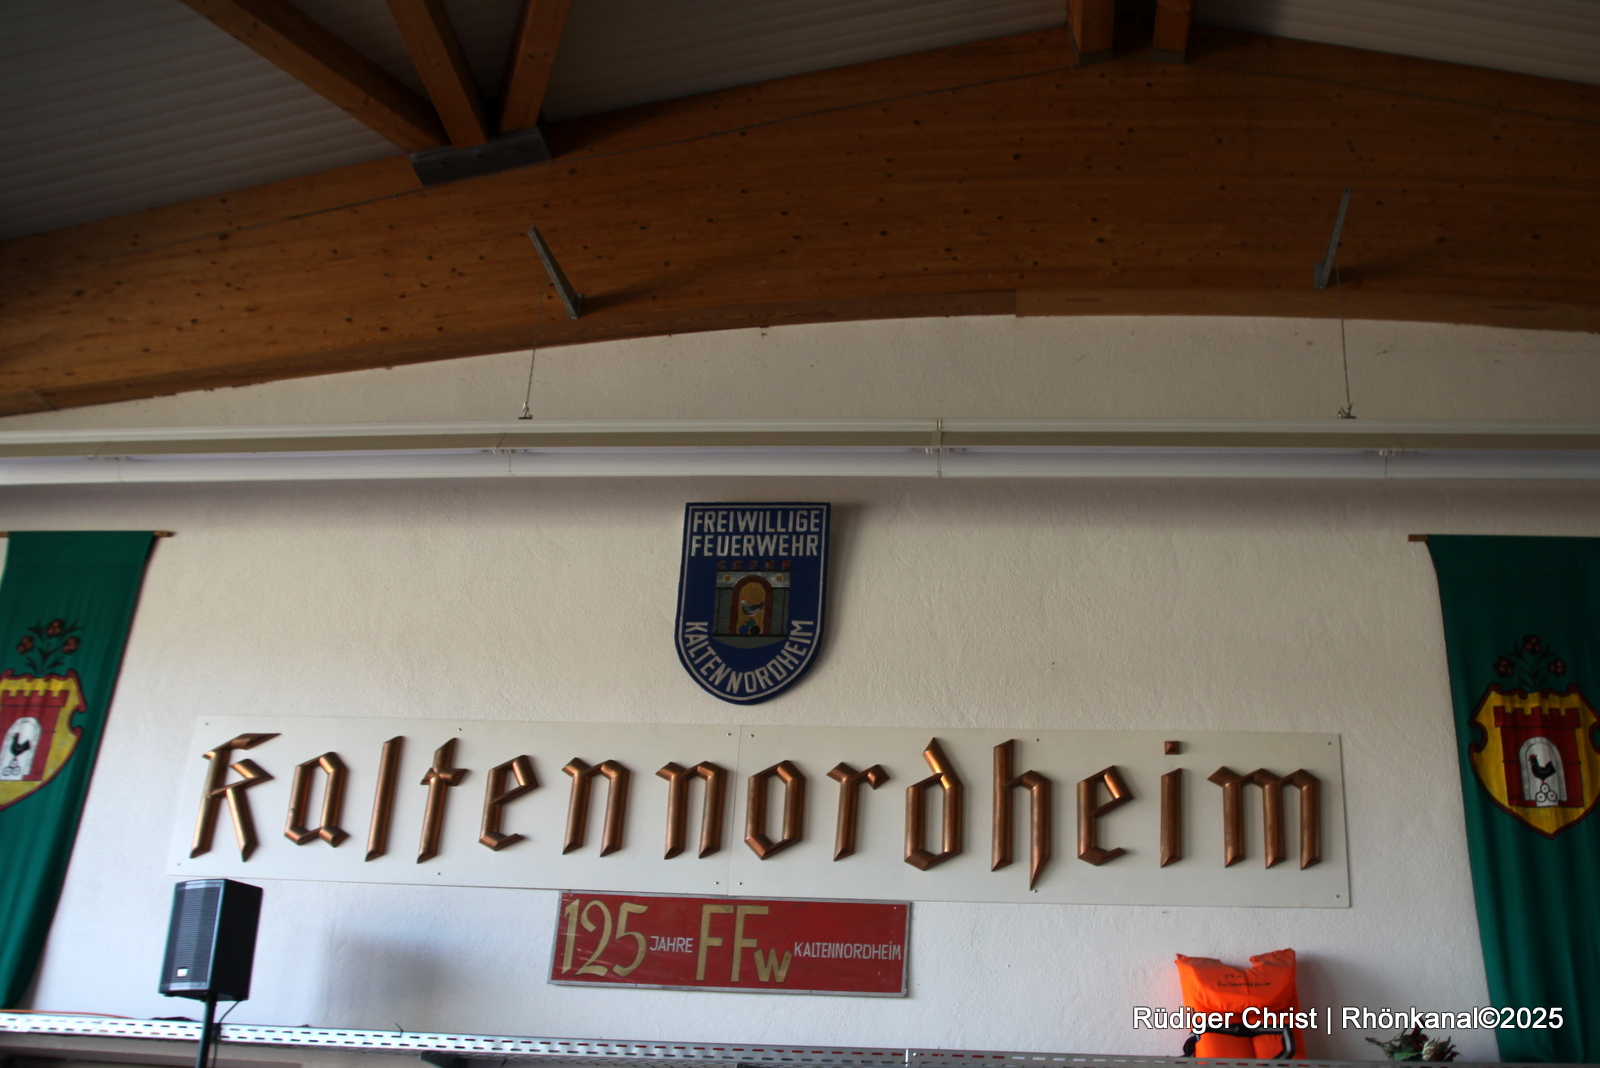 FREIWILLIGE
FEUERWEHR
KALTENNORDHEIM
Kaltennordheim
125 JAHRE FFw KALTENNORDHEIM
Rüdiger Christ | Rhönkanal©2025